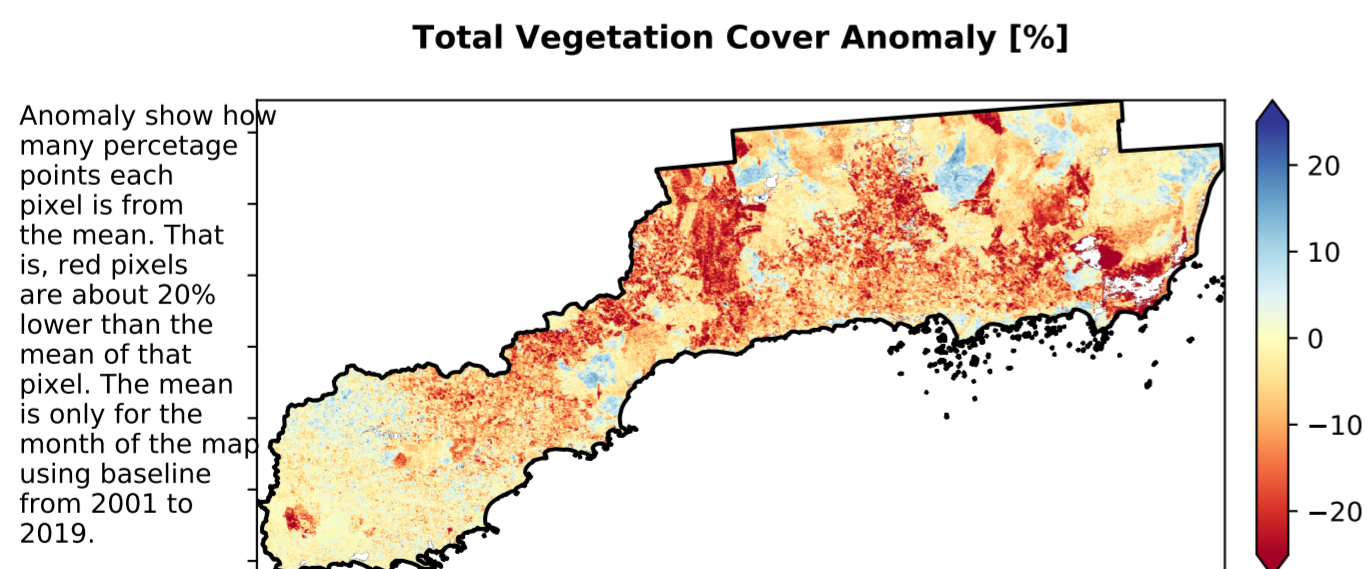 Total Vegetation Cover Anomaly [%]
Anomaly show how
many percetage
points each
pixel is from
the mean. That
is, red pixels
are about 20%
lower than the
mean of that
pixel. The mean
is only for the
month of the map
using baseline
from 2001 to
2019.
20
10
0
−10
−20